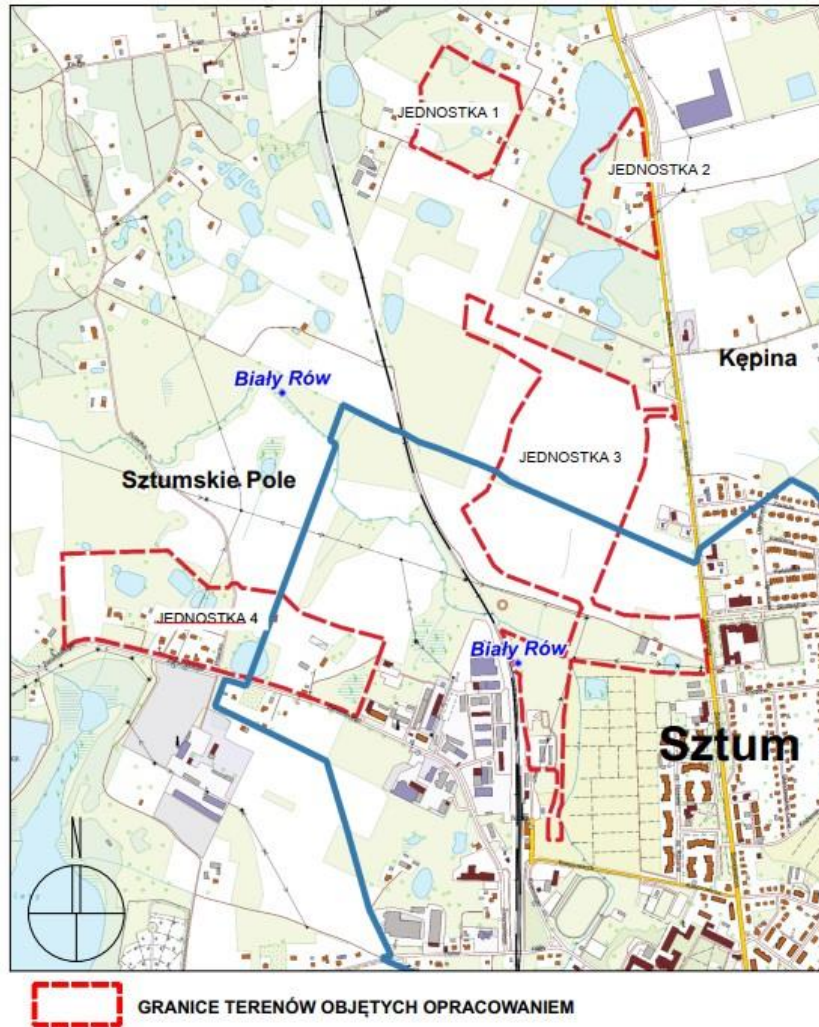 JEDNOSTKA 1
JEDNOSTKA 2
Kępina
Biały Rów
JEDNOSTKA 3
Sztumskie Pole
JEDNOSTKA 4
Biały Rów
Sztum
N
GRANICE TERENÓW OBJĘTYCH OPRACOWANIEM